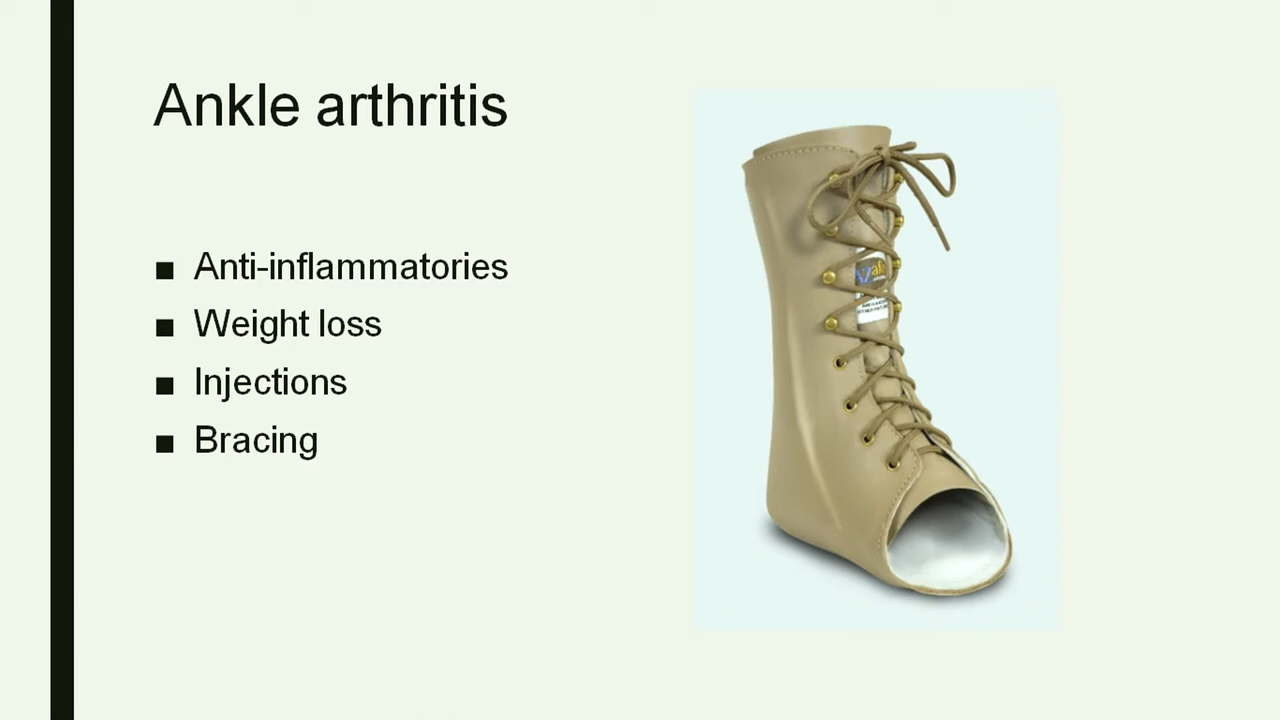 Ankle arthritis
■ Anti-inflammatories
■ Weight loss
■ Injections
■ Bracing